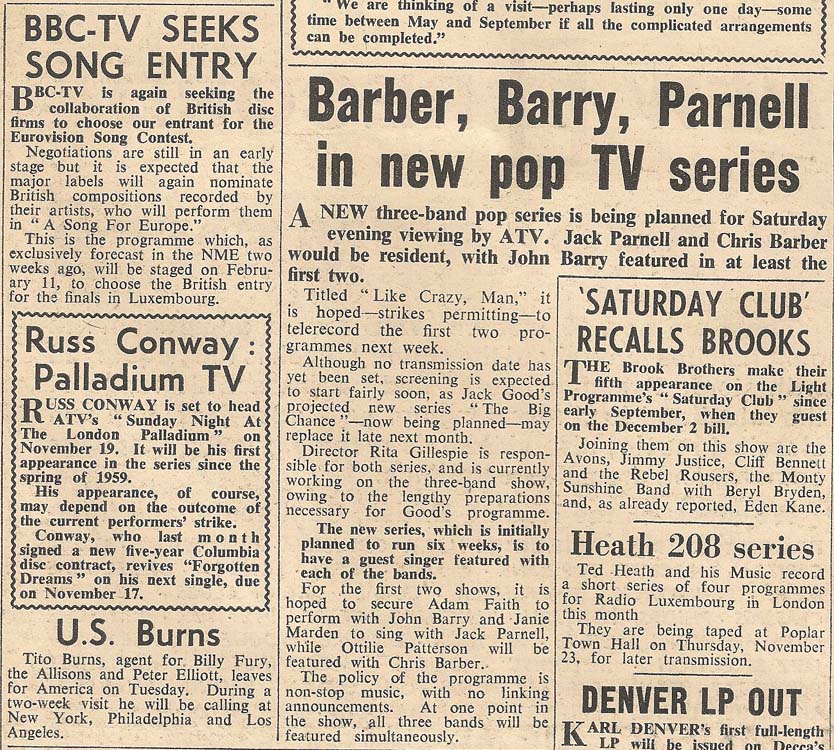 BBC-TV SEEKS
SONG ENTRY
BBC-TV is again seeking the
collaboration of British disc
firms to choose our entrant for the
Eurovision Song Contest.
Negotiations are still in an early
stage but it is expected that the
major labels will again nominate
British compositions recorded by
their artists, who will perform them
in " A Song For Europe."
This is the programme which, as
exclusively forecast in the NME two
weeks ago, will be staged on Febru-
ary 11, to choose the British entry
for the finals in Luxembourg.
Russ Conway :
Palladium TV
RUSS CONWAY is set to head
ATV's " Sunday Night At
The London Palladium " on
November 19. It will be his first
appearance in the series since the
spring of 1959.
His appearance, of course,
may depend on the outcome of
the current performers' strike.
Conway, who last month
signed a new five-year Columbia
disc contract, revives "Forgotten
Dreams" on his next single, due
on November 17.
U.S. Burns
Tito Burns, agent for Billy Fury,
the Allisons and Peter Elliott, leaves
for America on Tuesday. During a
two-week visit he will be calling at
New York, Philadelphia and Los
Angeles.
" We are thinking of a visit—perhaps lasting only one day—some
time between May and September if all the complicated arrangements
can be completed."
Barber, Barry, Parnell
in new pop TV series
A NEW three-band pop series is being planned for Saturday
evening viewing by ATV. Jack Parnell and Chris Barber
would be resident, with John Barry featured in at least the
first two.
Titled " Like Crazy, Man," it
is hoped—strikes permitting—to
telerecord the first two pro-
grammes next week.
Although no transmission date has
yet been set, screening is expected
to start fairly soon, as Jack Good's
projected new series " The Big
Chance "—now being planned—may
replace it late next month.
Director Rita Gillespie is respon-
sible for both series, and is currently
working on the three-band show,
owing to the lengthy preparations
necessary for Good's programme.
The new series, which is initially
planned to run six weeks, is to
have a guest singer featured with
each of the bands.
For the first two shows, it is
hoped to secure Adam Faith to
perform with John Barry and Janie
Marden to sing with Jack Parnell,
while Ottilie Patterson will be
featured with Chris Barber.
The policy of the programme is
non-stop music, with no linking
announcements. At one point in
the show, all three bands will be
featured simultaneously.
'SATURDAY CLUB'
RECALLS BROOKS
THE Brook Brothers make their
fifth appearance on the Light
Programme's " Saturday Club " since
early September, when they guest
on the December 2 bill.
Joining them on this show are the
Avons, Jimmy Justice, Cliff Bennett
and the Rebel Rousers, the Monty
Sunshine Band with Beryl Bryden,
and, as already reported, Eden Kane.
Heath 208 series
Ted Heath and his Music record
a short series of four programmes
for Radio Luxembourg in London
this month
They are being taped at Poplar
Town Hall on Thursday, November
23, for later transmission.
DENVER LP OUT
KARL DENVER's first full-length
LP will be issued on Decca's